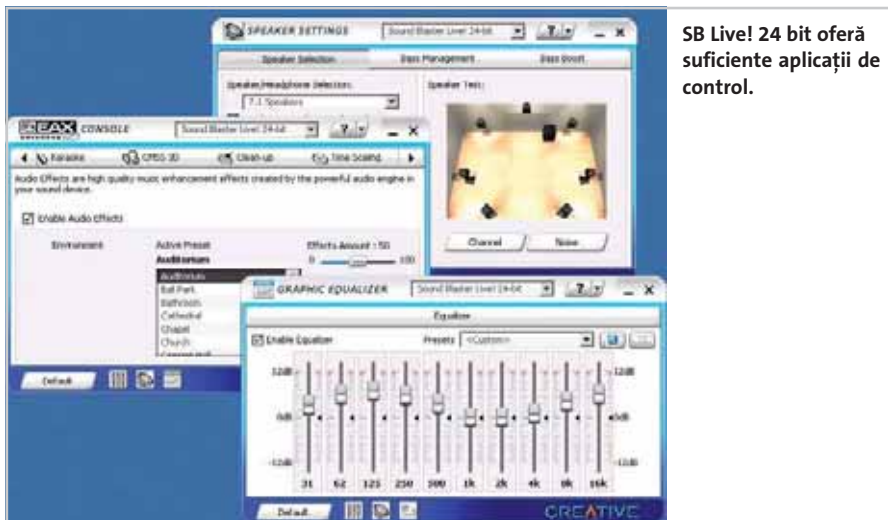 SB Live! 24 bit oferă
suficiente aplicații de
control.
SPEAKER SETTINGS
Sound Blaster Live! 24-bit
?
Speaker Selection
Bass Management
Bass Boost
Speaker/Headphone Selection:
7.1 Speakers
Speaker Test:
Channel
Noise
EAX CONSOLE
Sound Blaster Live! 24-bit
?
Karaoke
CMSS 3D
Clean-up
Time Scaling
Audio Effects are high quality music enhancement effects created by the powerful audio engine in
your sound device.
Enable Audio Effects
Environment
Active Preset
Auditorium
Effects Amount : 50
0
100
Auditorium
Ball Park
Bathroom
Cathedral
Chapel
Church
Concert Hall
Default
GRAPHIC EQUALIZER
Sound Blaster Live! 24-bit
?
Equalizer
Enable Equalizer
Presets
<Custom>
12dB
12dB
0dB
0dB
-12dB
-12dB
31 62 125 250 500 1k 2k 4k 8k 16k
Default
CREATIVE